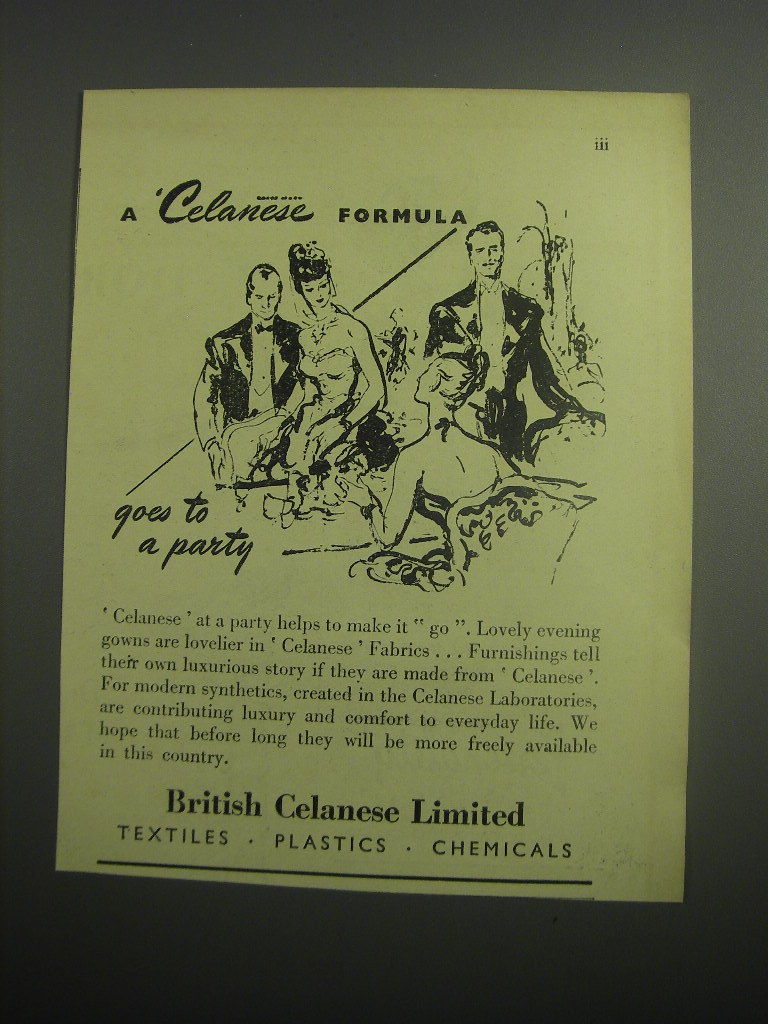 iii
A 'Celanese' FORMULA
goes to
a party
' Celanese ' at a party helps to make it " go ". Lovely evening
gowns are lovelier in ' Celanese ' Fabrics . . . Furnishings tell
their own luxurious story if they are made from ' Celanese '.
For modern synthetics, created in the Celanese Laboratories,
are contributing luxury and comfort to everyday life. We
hope that before long they will be more freely available
in this country.
British Celanese Limited
TEXTILES · PLASTICS · CHEMICALS